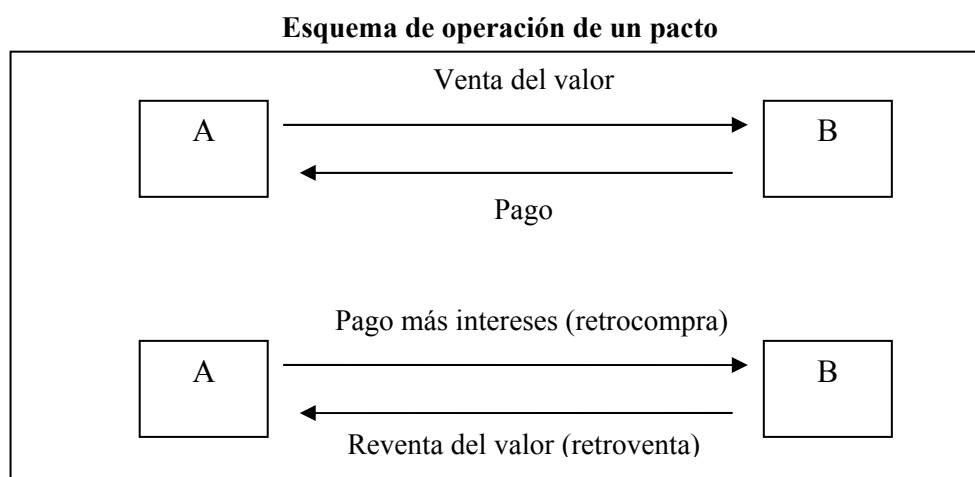 Esquema de operación de un pacto
Venta del valor
A
B
Pago
Pago más intereses (retrocompra)
A
B
Reventa del valor (retroventa)